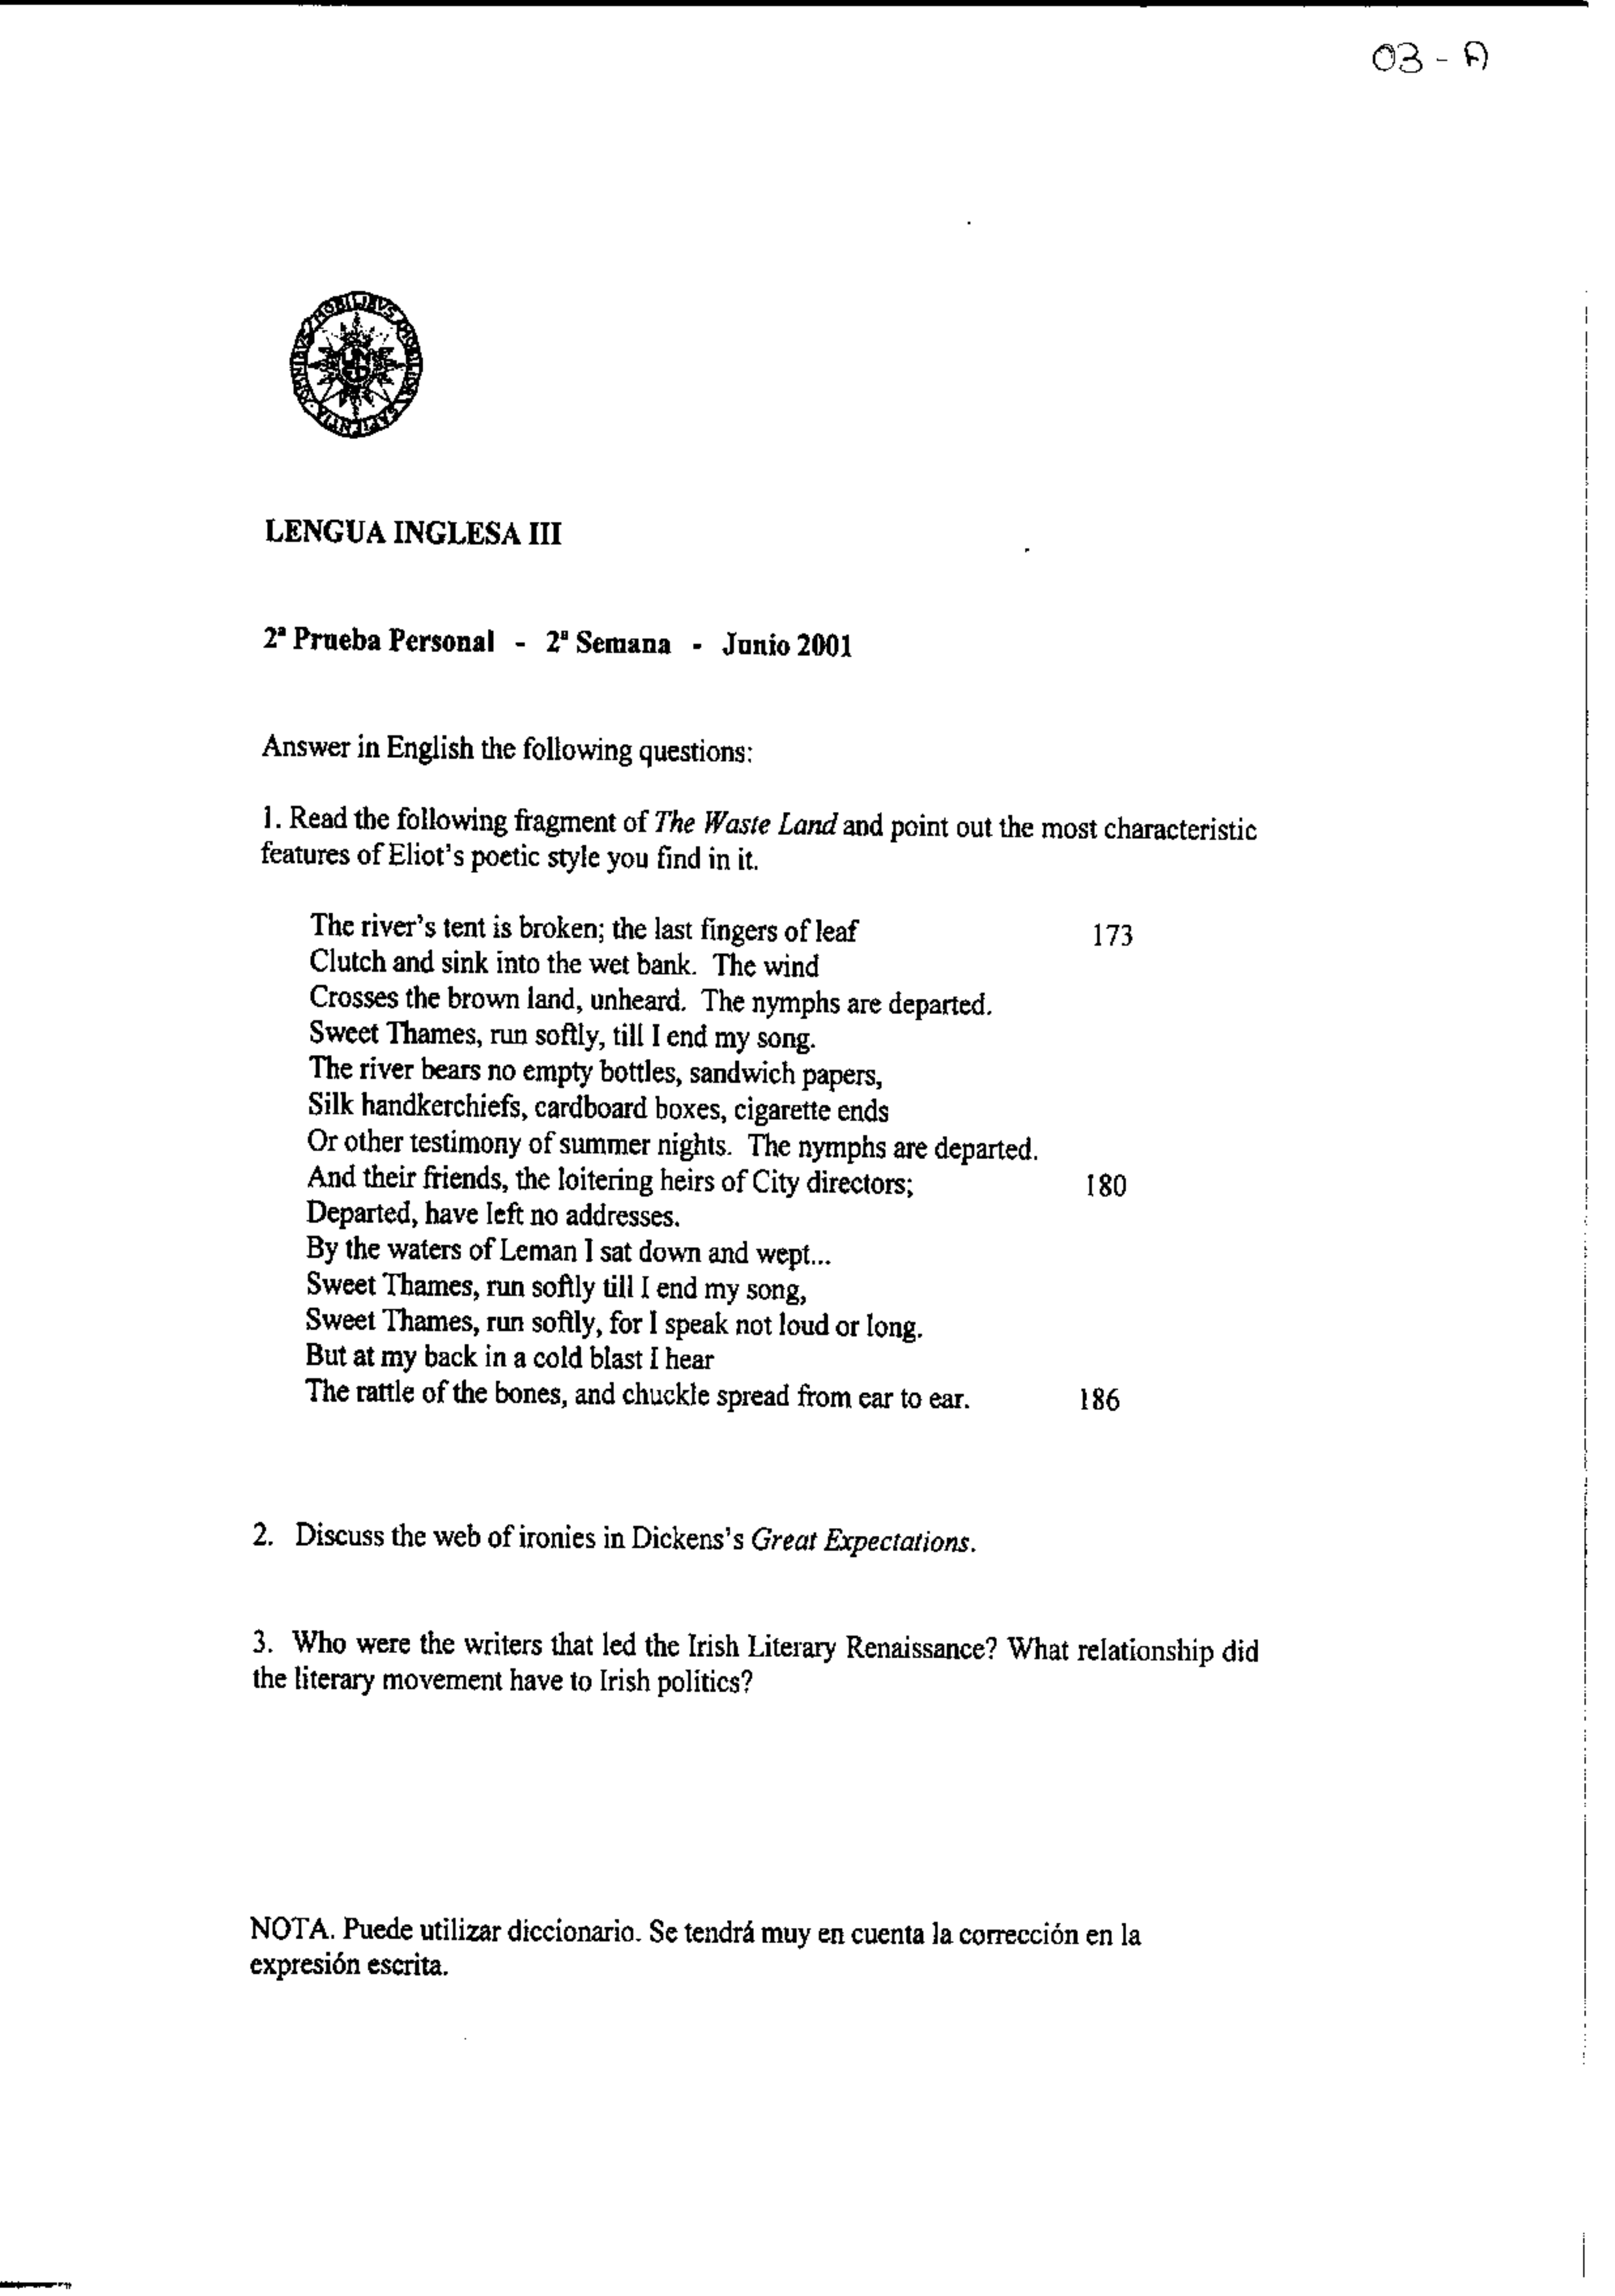 03 - A
LENGUA INGLESA III
2ª Prueba Personal - 2ª Semana - Junio 2001
Answer in English the following questions:
1. Read the following fragment of The Waste Land and point out the most characteristic
features of Eliot's poetic style you find in it.
The river's tent is broken; the last fingers of leaf 173
Clutch and sink into the wet bank. The wind
Crosses the brown land, unheard. The nymphs are departed.
Sweet Thames, run softly, till I end my song.
The river bears no empty bottles, sandwich papers,
Silk handkerchiefs, cardboard boxes, cigarette ends
Or other testimony of summer nights. The nymphs are departed.
And their friends, the loitering heirs of City directors; 180
Departed, have left no addresses.
By the waters of Leman I sat down and wept...
Sweet Thames, run softly till I end my song,
Sweet Thames, run softly, for I speak not loud or long.
But at my back in a cold blast I hear
The rattle of the bones, and chuckle spread from ear to ear. 186
2. Discuss the web of ironies in Dickens's Great Expectations.
3. Who were the writers that led the Irish Literary Renaissance? What relationship did
the literary movement have to Irish politics?
NOTA. Puede utilizar diccionario. Se tendrá muy en cuenta la corrección en la
expresión escrita.